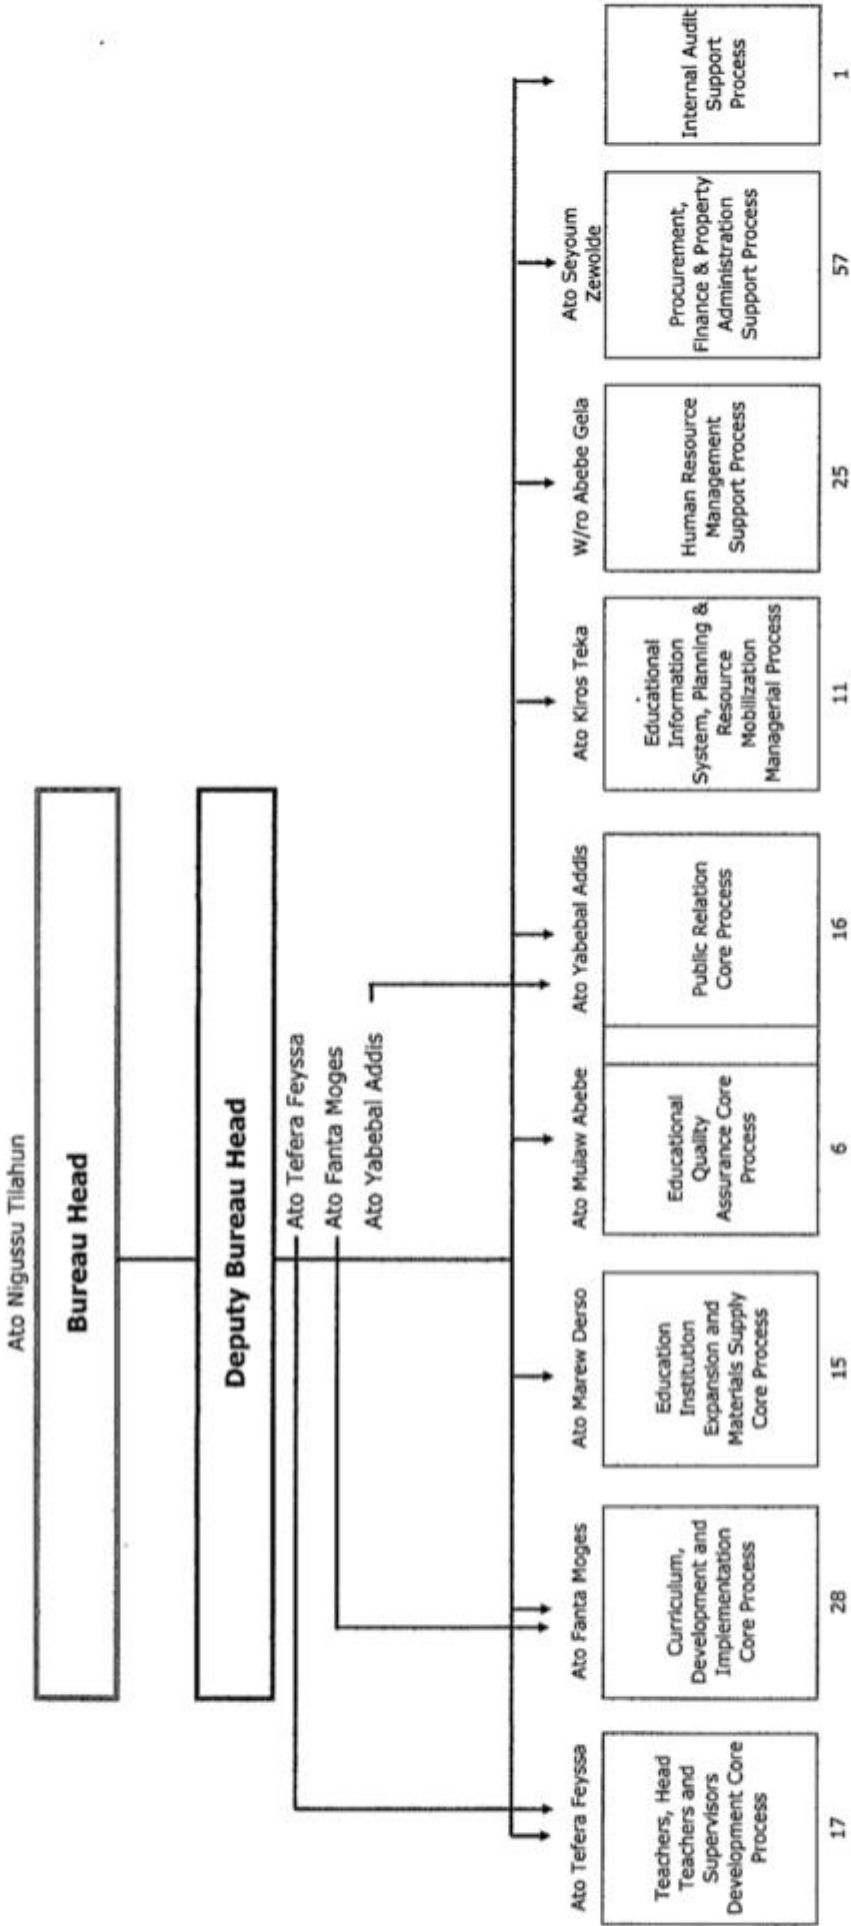 Ato Nigussu Tilahun
Bureau Head
Deputy Bureau Head
Ato Tefera Feyssa
Ato Fanta Moges
Ato Yabebal Addis
Ato Tefera Feyssa
Teachers, Head
Teachers and
Supervisors
Development Core
Process
17
Ato Fanta Moges
Curriculum,
Development and
Implementation
Core Process
28
Ato Marew Derso
Education
Institution
Expansion and
Materials Supply
Core Process
15
Ato Mulaw Abebe
Educational
Quality
Assurance Core
Process
6
Ato Yabebal Addis
Public Relation
Core Process
16
Ato Kiros Teka
Educational
Information
System, Planning &
Resource
Mobilization
Managerial Process
11
W/ro Abebe Gela
Human Resource
Management
Support Process
25
Ato Seyoum
Zewolde
Procurement,
Finance & Property
Administration
Support Process
57
Internal Audit
Support
Process
1